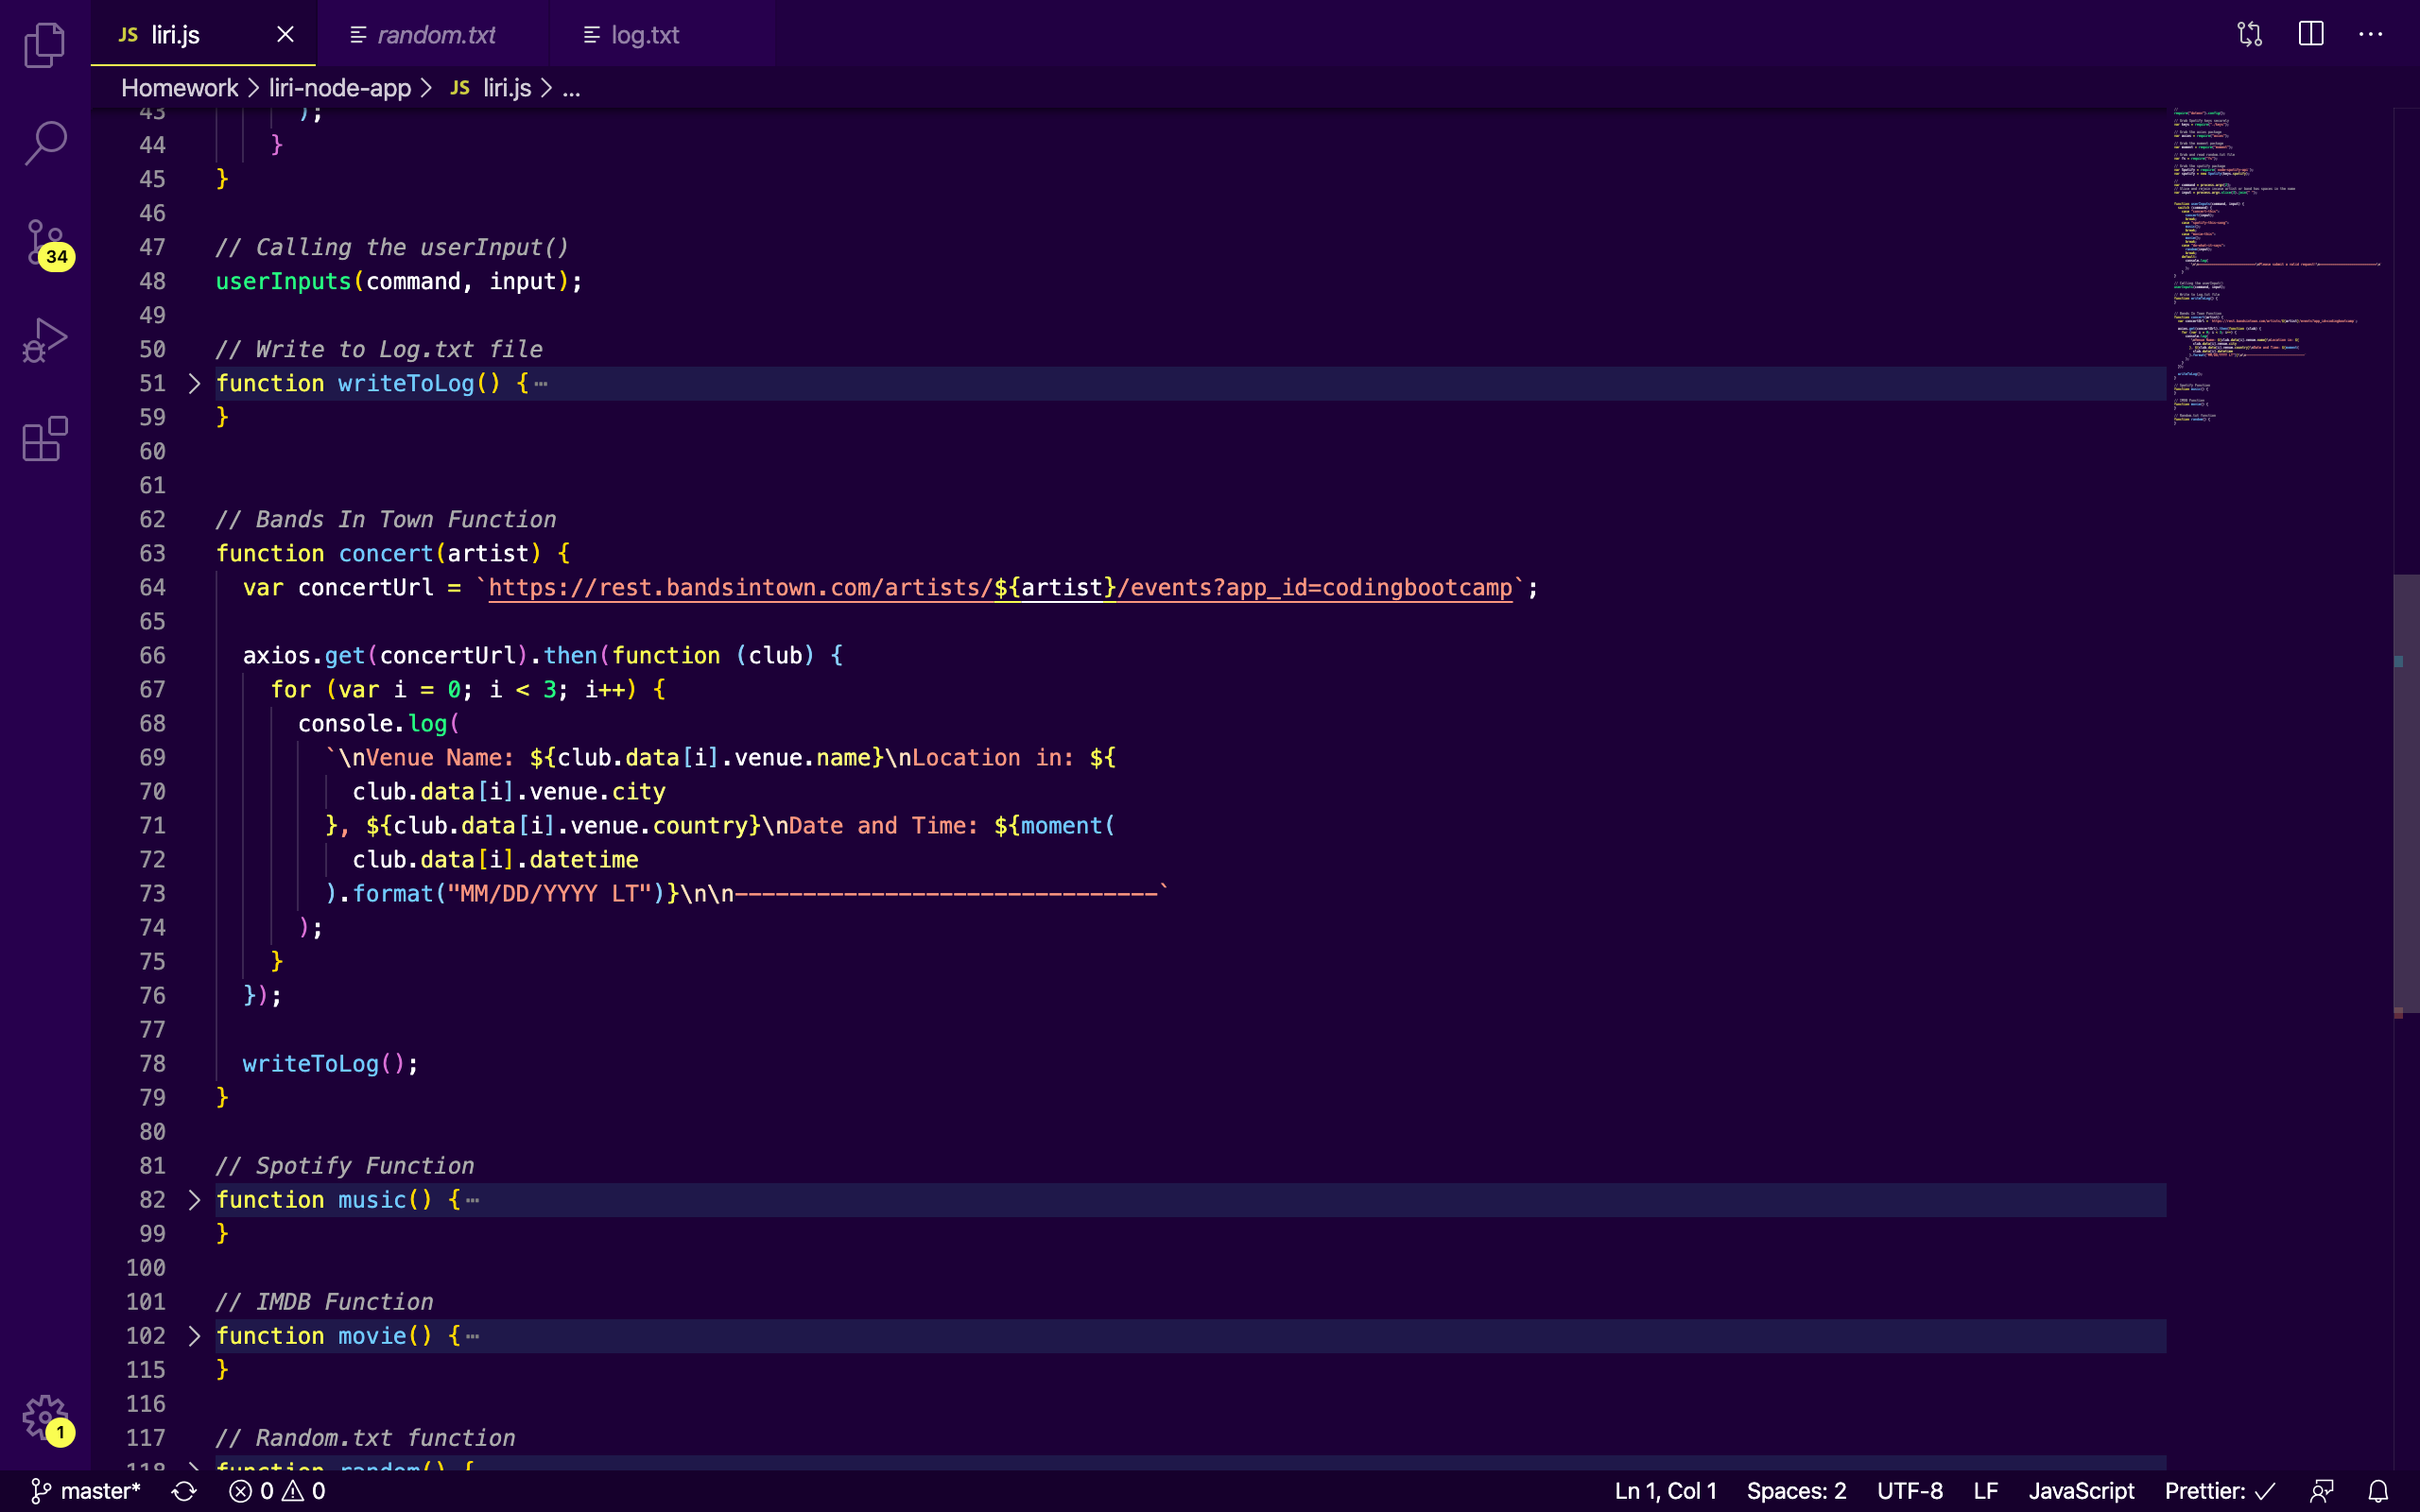 JS liri.js
random.txt
log.txt
Homework > liri-node-app > JS liri.js > ...
43 );
44 }
45 }
46
47 // Calling the userInput()
48 userInputs(command, input);
49
50 // Write to Log.txt file
51 > function writeToLog() {…
59 }
60
61
62 // Bands In Town Function
63 function concert(artist) {
64 var concertUrl = `https://rest.bandsintown.com/artists/${artist}/events?app_id=codingbootcamp`;
65
66 axios.get(concertUrl).then(function (club) {
67 for (var i = 0; i < 3; i++) {
68 console.log(
69 `\nVenue Name: ${club.data[i].venue.name}\nLocation in: ${
70 club.data[i].venue.city
71 }, ${club.data[i].venue.country}\nDate and Time: ${moment(
72 club.data[i].datetime
73 ).format("MM/DD/YYYY LT")}\n\n-------------------------------`
74 );
75 }
76 });
77
78 writeToLog();
79 }
80
81 // Spotify Function
82 > function music() {…
99 }
100
101 // IMDB Function
102 > function movie() {…
115 }
116
117 // Random.txt function
118 > function random() {
34
1
master* 0 0 Ln 1, Col 1 Spaces: 2 UTF-8 LF JavaScript Prettier: ✓